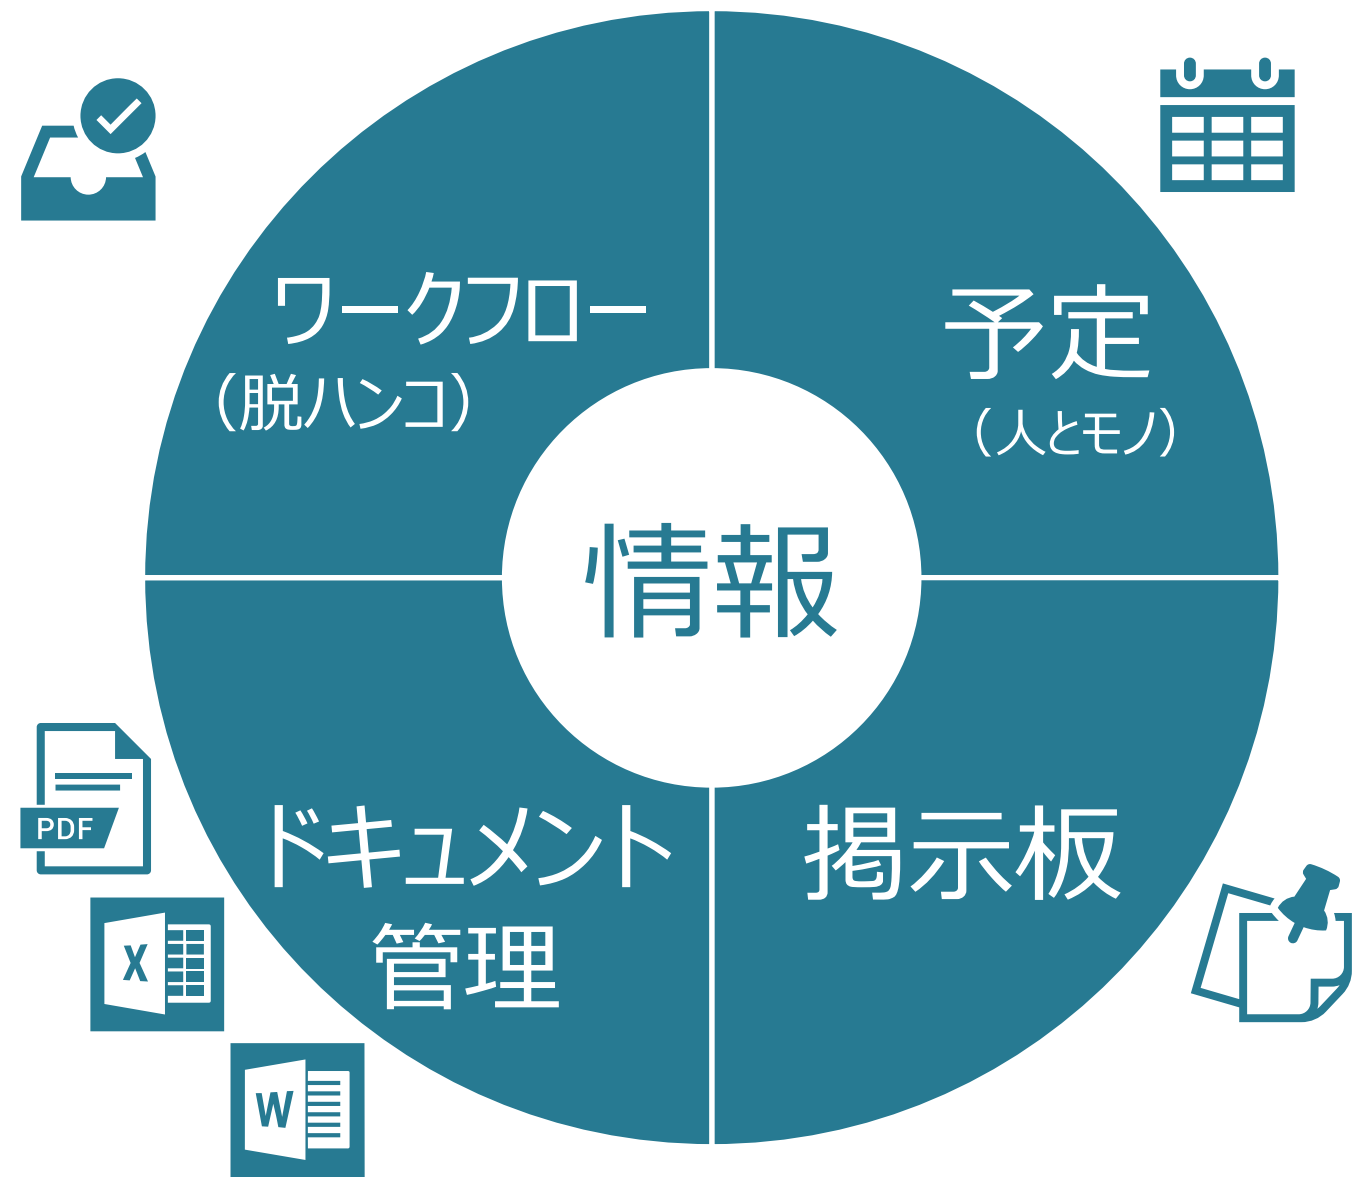 ワークフロー
（脱ハンコ）
予定
（人とモノ）
情報
ドキュメント
管理
掲示板
PDF
X
W